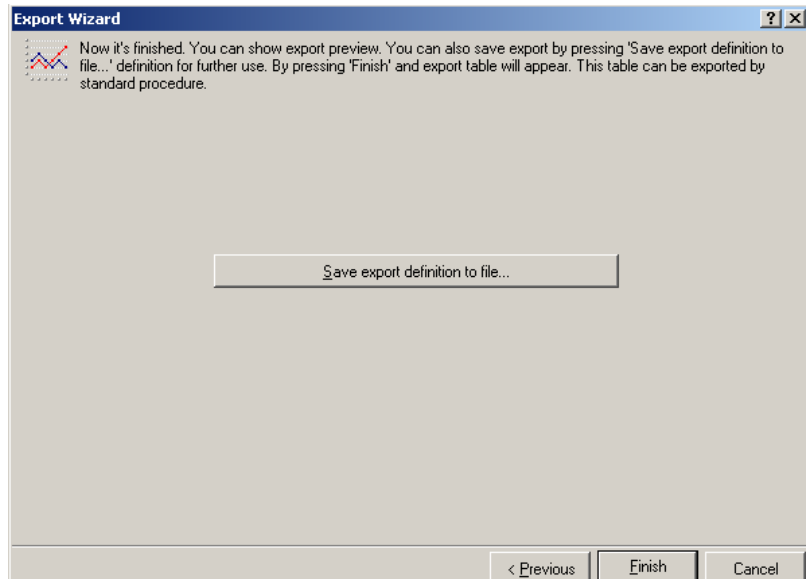 Export Wizard
Now it's finished. You can show export preview. You can also save export by pressing 'Save export definition to
file...' definition for further use. By pressing 'Finish' and export table will appear. This table can be exported by
standard procedure.
Save export definition to file...
< Previous Finish Cancel